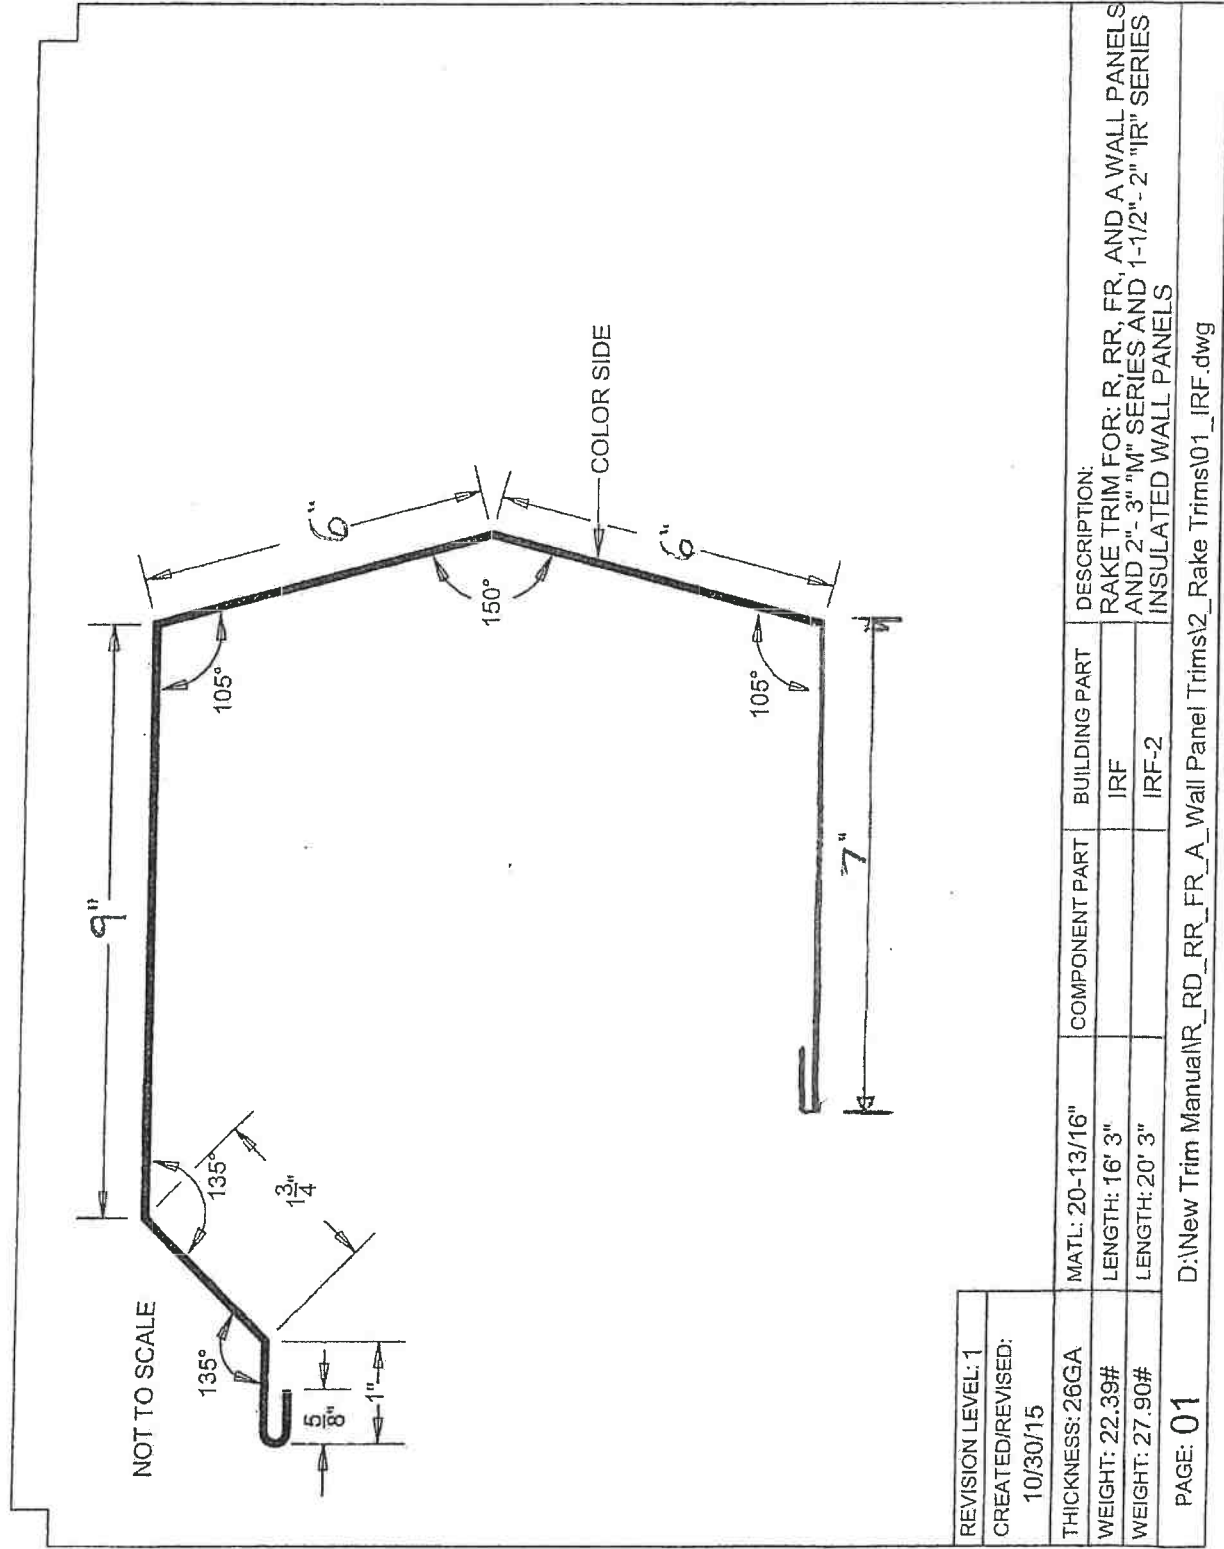 NOT TO SCALE
9"
135°
135°
1 3/4"
5/8"
1"
105°
6"
150°
6"
COLOR SIDE
105°
7"
REVISION LEVEL: 1
CREATED/REVISED:
10/30/15
THICKNESS: 26GA
MATL: 20-13/16"
COMPONENT PART
BUILDING PART
DESCRIPTION:
WEIGHT: 22.39#
LENGTH: 16' 3"
IRF
WEIGHT: 27.90#
LENGTH: 20' 3"
IRF-2
RAKE TRIM FOR: R, RR, FR, AND A WALL PANELS
AND 2"- 3" "M" SERIES AND 1-1/2"- 2" "IR" SERIES
INSULATED WALL PANELS
PAGE: 01
D:\New Trim Manual\R_RD_RR_FR_A_Wall Panel Trims\2_Rake Trims\01_IRF.dwg